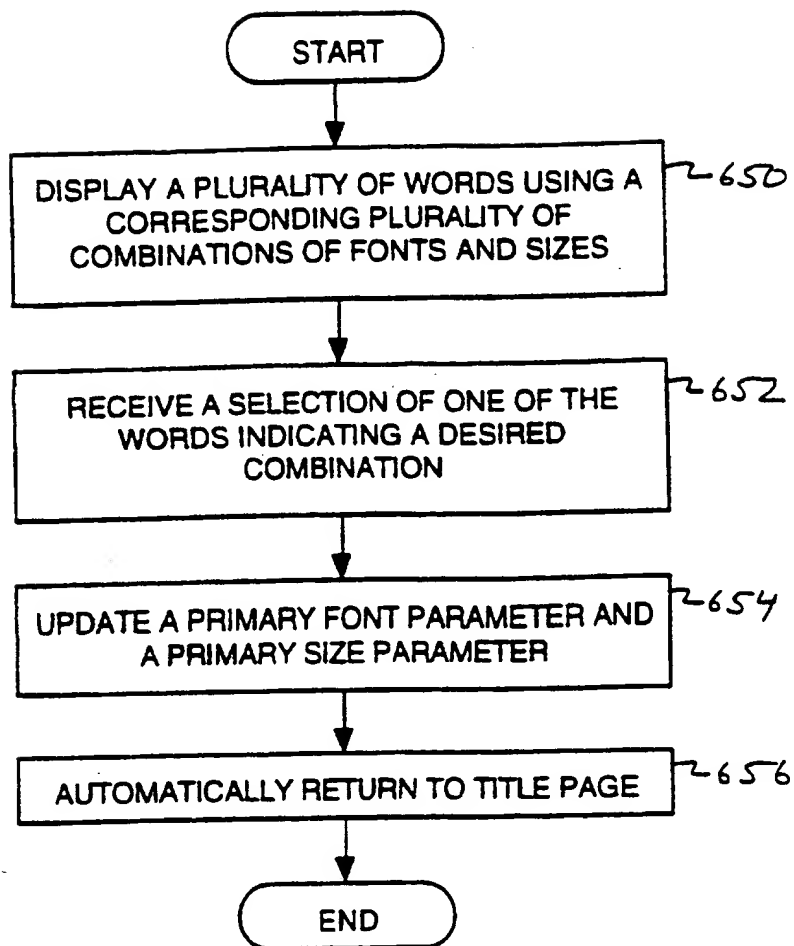 START
DISPLAY A PLURALITY OF WORDS USING A
CORRESPONDING PLURALITY OF
COMBINATIONS OF FONTS AND SIZES
650
RECEIVE A SELECTION OF ONE OF THE
WORDS INDICATING A DESIRED
COMBINATION
652
UPDATE A PRIMARY FONT PARAMETER AND
A PRIMARY SIZE PARAMETER
654
AUTOMATICALLY RETURN TO TITLE PAGE
656
END